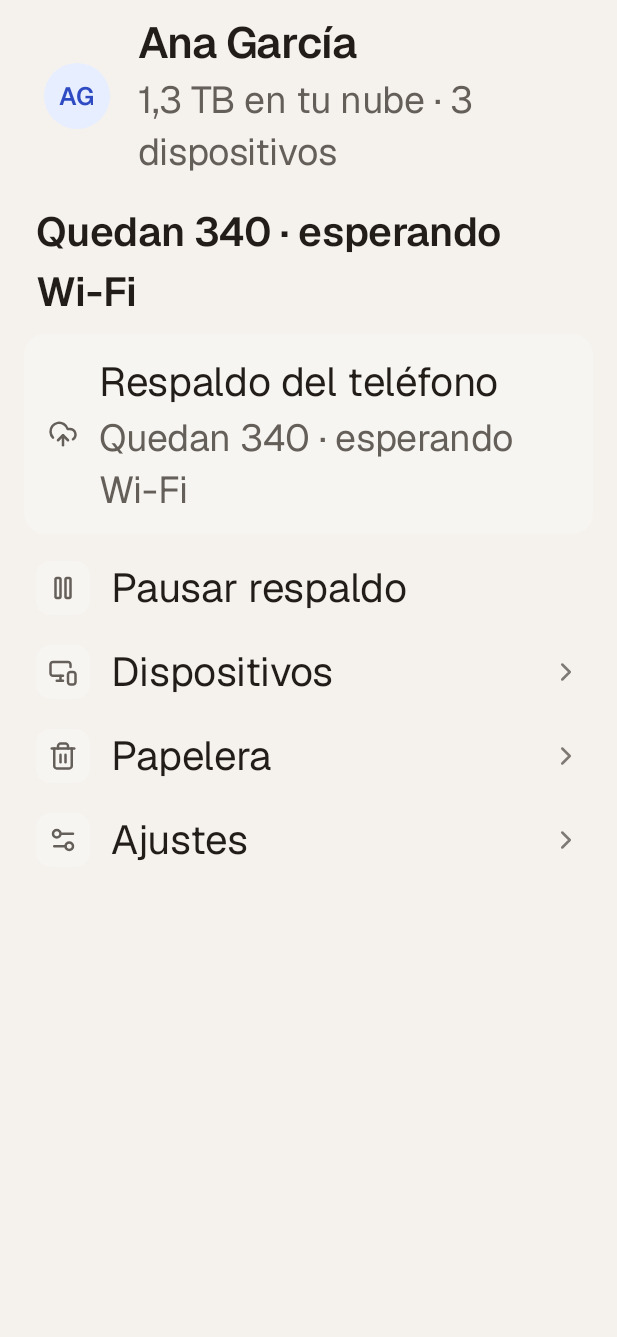 Ana García
AG
1,3 TB en tu nube · 3
dispositivos
Quedan 340 · esperando
Wi-Fi
Respaldo del teléfono
Quedan 340 · esperando
Wi-Fi
Pausar respaldo
Dispositivos
Papelera
Ajustes